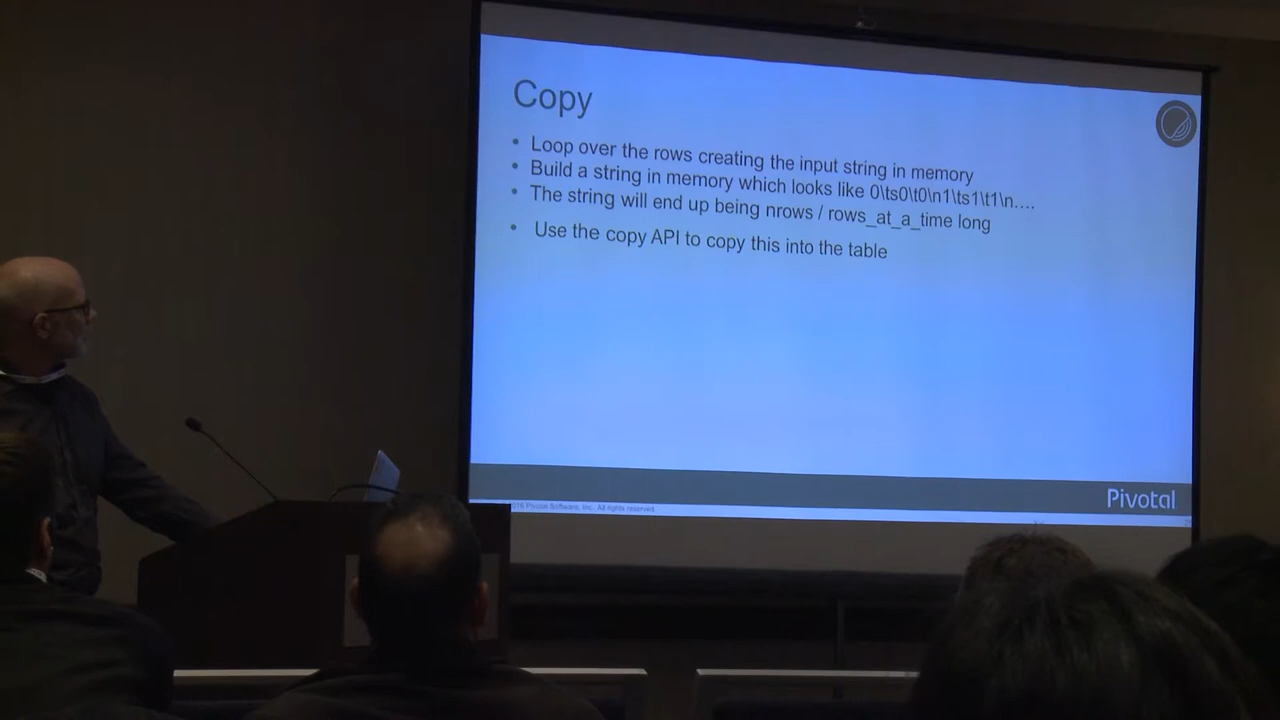 Copy
• Loop over the rows creating the input string in memory
• Build a string in memory which looks like 0\ts0\t0\n1\ts1\t1\n….
• The string will end up being nrows / rows_at_a_time long
• Use the copy API to copy this into the table
Pivotal
Pivotal Software, Inc. All rights reserved.